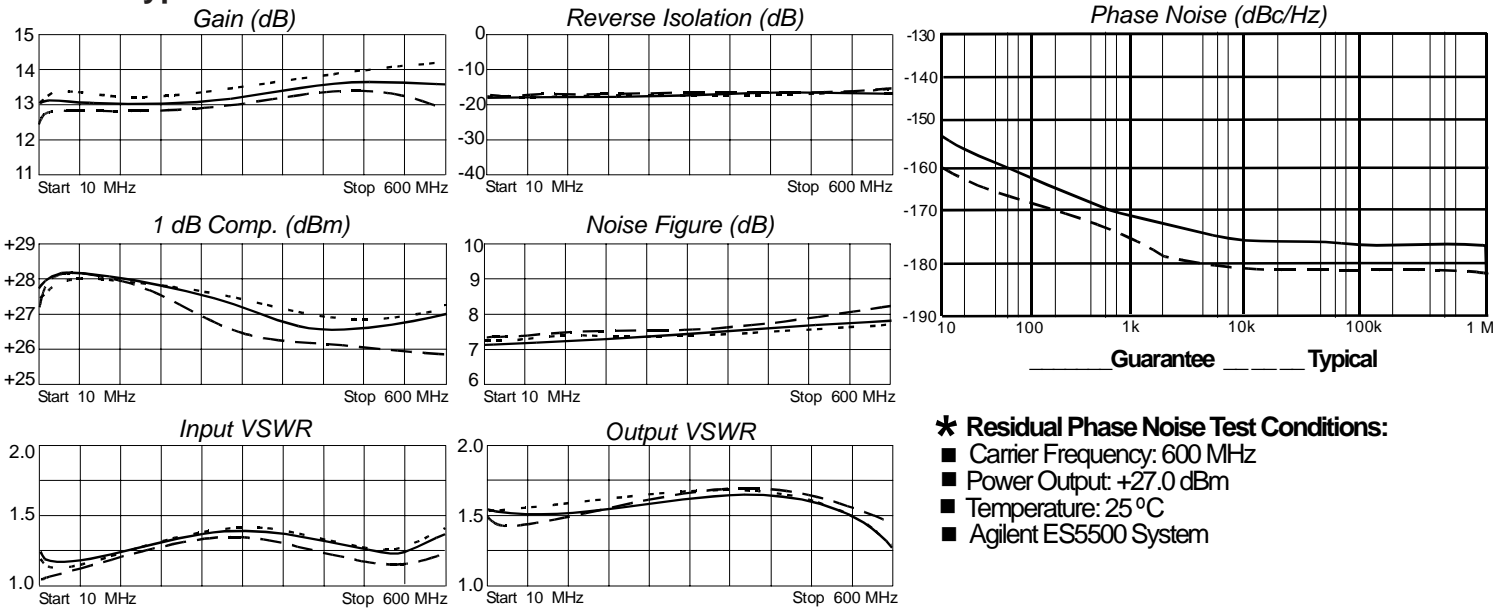 Gain (dB)
15
14
13
12
11
Start 10 MHz
Stop 600 MHz
Reverse Isolation (dB)
0
-10
-20
-30
-40
Start 10 MHz
Stop 600 MHz
1 dB Comp. (dBm)
+29
+28
+27
+26
+25
Start 10 MHz
Stop 600 MHz
Noise Figure (dB)
10
9
8
7
6
Start 10 MHz
Stop 600 MHz
Input VSWR
2.0
1.5
1.0
Start 10 MHz
Stop 600 MHz
Output VSWR
2.0
1.5
1.0
Start 10 MHz
Stop 600 MHz
Phase Noise (dBc/Hz)
-130
-140
-150
-160
-170
-180
-190
10 100 1k 10k 100k 1 M
_______Guarantee __ __ __ Typical
* Residual Phase Noise Test Conditions:
■ Carrier Frequency: 600 MHz
■ Power Output: +27.0 dBm
■ Temperature: 25 ºC
■ Agilent ES5500 System